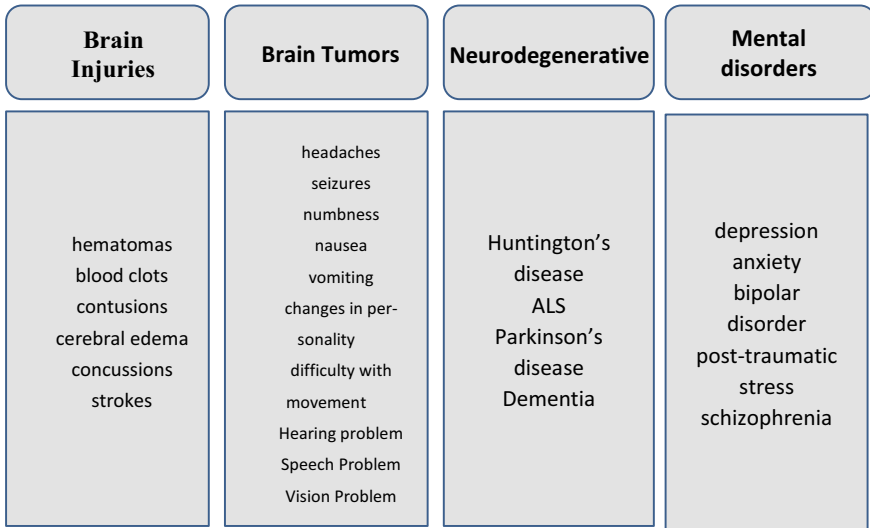 Brain
Injuries
Brain Tumors
Neurodegenerative
Mental
disorders
hematomas
blood clots
contusions
cerebral edema
concussions
strokes
headaches
seizures
numbness
nausea
vomiting
changes in per-
sonality
difficulty with
movement
Hearing problem
Speech Problem
Vision Problem
Huntington’s
disease
ALS
Parkinson’s
disease
Dementia
depression
anxiety
bipolar
disorder
post-traumatic
stress
schizophrenia